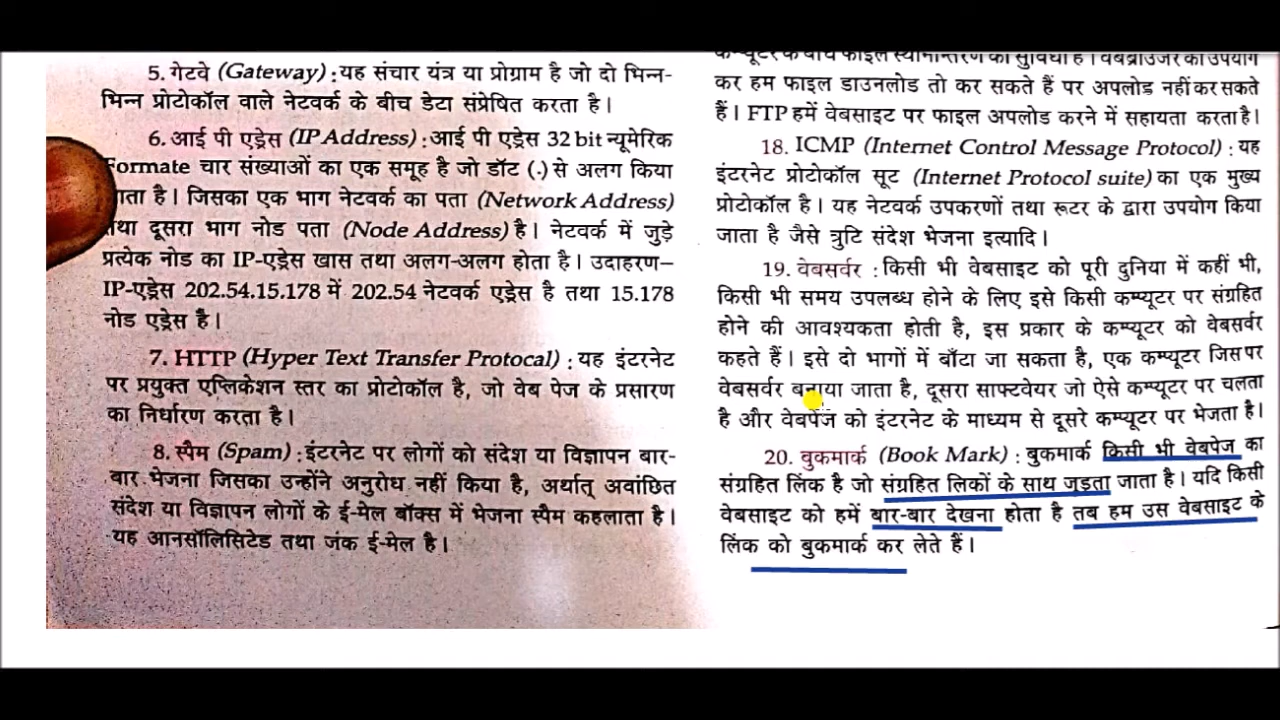 5. गेटवे (Gateway) : यह संचार यंत्र या प्रोग्राम है जो दो भिन्न-
भिन्न प्रोटोकॉल वाले नेटवर्क के बीच डेटा संप्रेषित करता है।
6. आई पी एड्रेस (IP Address) : आई पी एड्रेस 32 bit न्यूमेरिक
Formate चार संख्याओं का एक समूह है जो डॉट (.) से अलग किया
जाता है। जिसका एक भाग नेटवर्क का पता (Network Address)
तथा दूसरा भाग नोड पता (Node Address) है। नेटवर्क में जुड़े
प्रत्येक नोड का IP-एड्रेस खास तथा अलग-अलग होता है। उदाहरण–
IP-एड्रेस 202.54.15.178 में 202.54 नेटवर्क एड्रेस है तथा 15.178
नोड एड्रेस है।
7. HTTP (Hyper Text Transfer Protocal) : यह इंटरनेट
पर प्रयुक्त एप्लिकेशन स्तर का प्रोटोकॉल है, जो वेब पेज के प्रसारण
का निर्धारण करता है।
8. स्पैम (Spam) : इंटरनेट पर लोगों को संदेश या विज्ञापन बार-
बार भेजना जिसका उन्होंने अनुरोध नहीं किया है, अर्थात् अवांछित
संदेश या विज्ञापन लोगों के ई-मेल बॉक्स में भेजना स्पैम कहलाता है।
यह आनसॉलिसिटेड तथा जंक ई-मेल है।
कम्प्यूटर के बीच फाइल स्थानान्तरण की सुविधा है। वेबब्राउजर का उपयोग
कर हम फाइल डाउनलोड तो कर सकते हैं पर अपलोड नहीं कर सकते
हैं। FTP हमें वेबसाइट पर फाइल अपलोड करने में सहायता करता है।
18. ICMP (Internet Control Message Protocol) : यह
इंटरनेट प्रोटोकॉल सूट (Internet Protocol suite) का एक मुख्य
प्रोटोकॉल है। यह नेटवर्क उपकरणों तथा रूटर के द्वारा उपयोग किया
जाता है जैसे त्रुटि संदेश भेजना इत्यादि।
19. वेबसर्वर : किसी भी वेबसाइट को पूरी दुनिया में कहीं भी,
किसी भी समय उपलब्ध होने के लिए इसे किसी कम्प्यूटर पर संग्रहित
होने की आवश्यकता होती है, इस प्रकार के कम्प्यूटर को वेबसर्वर
कहते हैं। इसे दो भागों में बाँटा जा सकता है, एक कम्प्यूटर जिस पर
वेबसर्वर बनाया जाता है, दूसरा साफ्टवेयर जो ऐसे कम्प्यूटर पर चलता
है और वेबपेज को इंटरनेट के माध्यम से दूसरे कम्प्यूटर पर भेजता है।
20. बुकमार्क (Book Mark) : बुकमार्क किसी भी वेबपेज का
संग्रहित लिंक है जो संग्रहित लिकों के साथ जुड़ता जाता है। यदि किसी
वेबसाइट को हमें बार-बार देखना होता है तब हम उस वेबसाइट के
लिंक को बुकमार्क कर लेते हैं।